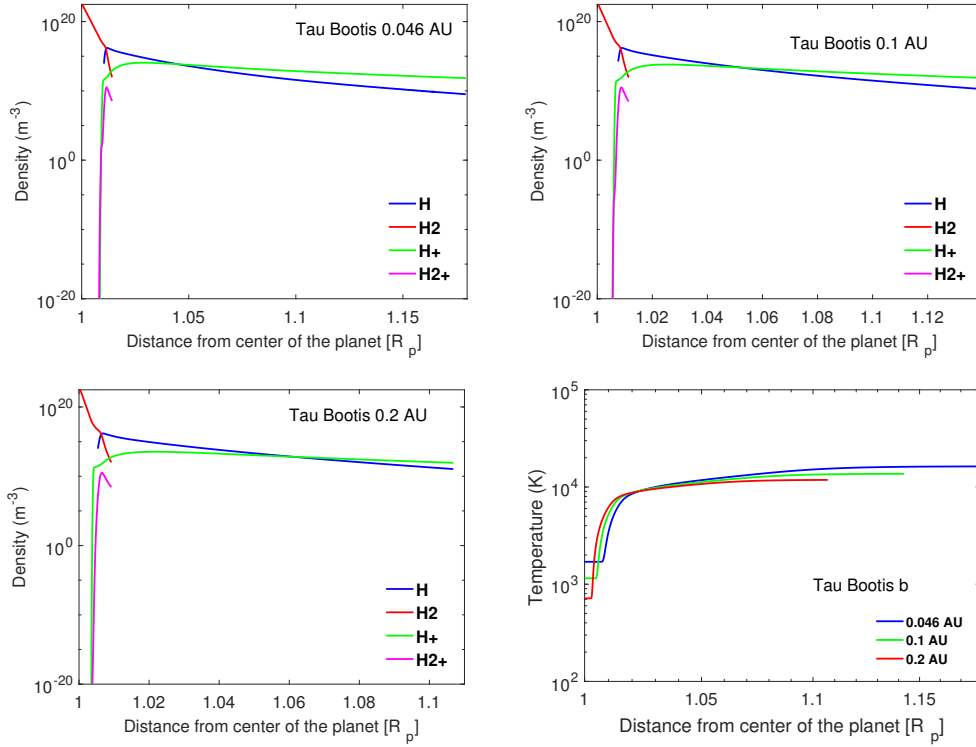 Tau Bootis 0.046 AU
10^20
10^0
10^-20
Density (m^-3)
H
H2
H+
H2+
1 1.05 1.1 1.15
Distance from center of the planet [R_p]
Tau Bootis 0.1 AU
10^20
10^0
10^-20
Density (m^-3)
H
H2
H+
H2+
1 1.02 1.04 1.06 1.08 1.1 1.12
Distance from center of the planet [R_p]
Tau Bootis 0.2 AU
10^20
10^0
10^-20
Density (m^-3)
H
H2
H+
H2+
1 1.02 1.04 1.06 1.08 1.1
Distance from center of the planet [R_p]
10^5
10^4
10^3
10^2
Temperature (K)
Tau Bootis b
0.046 AU
0.1 AU
0.2 AU
1 1.05 1.10 1.15
Distance from center of the planet [R_p]